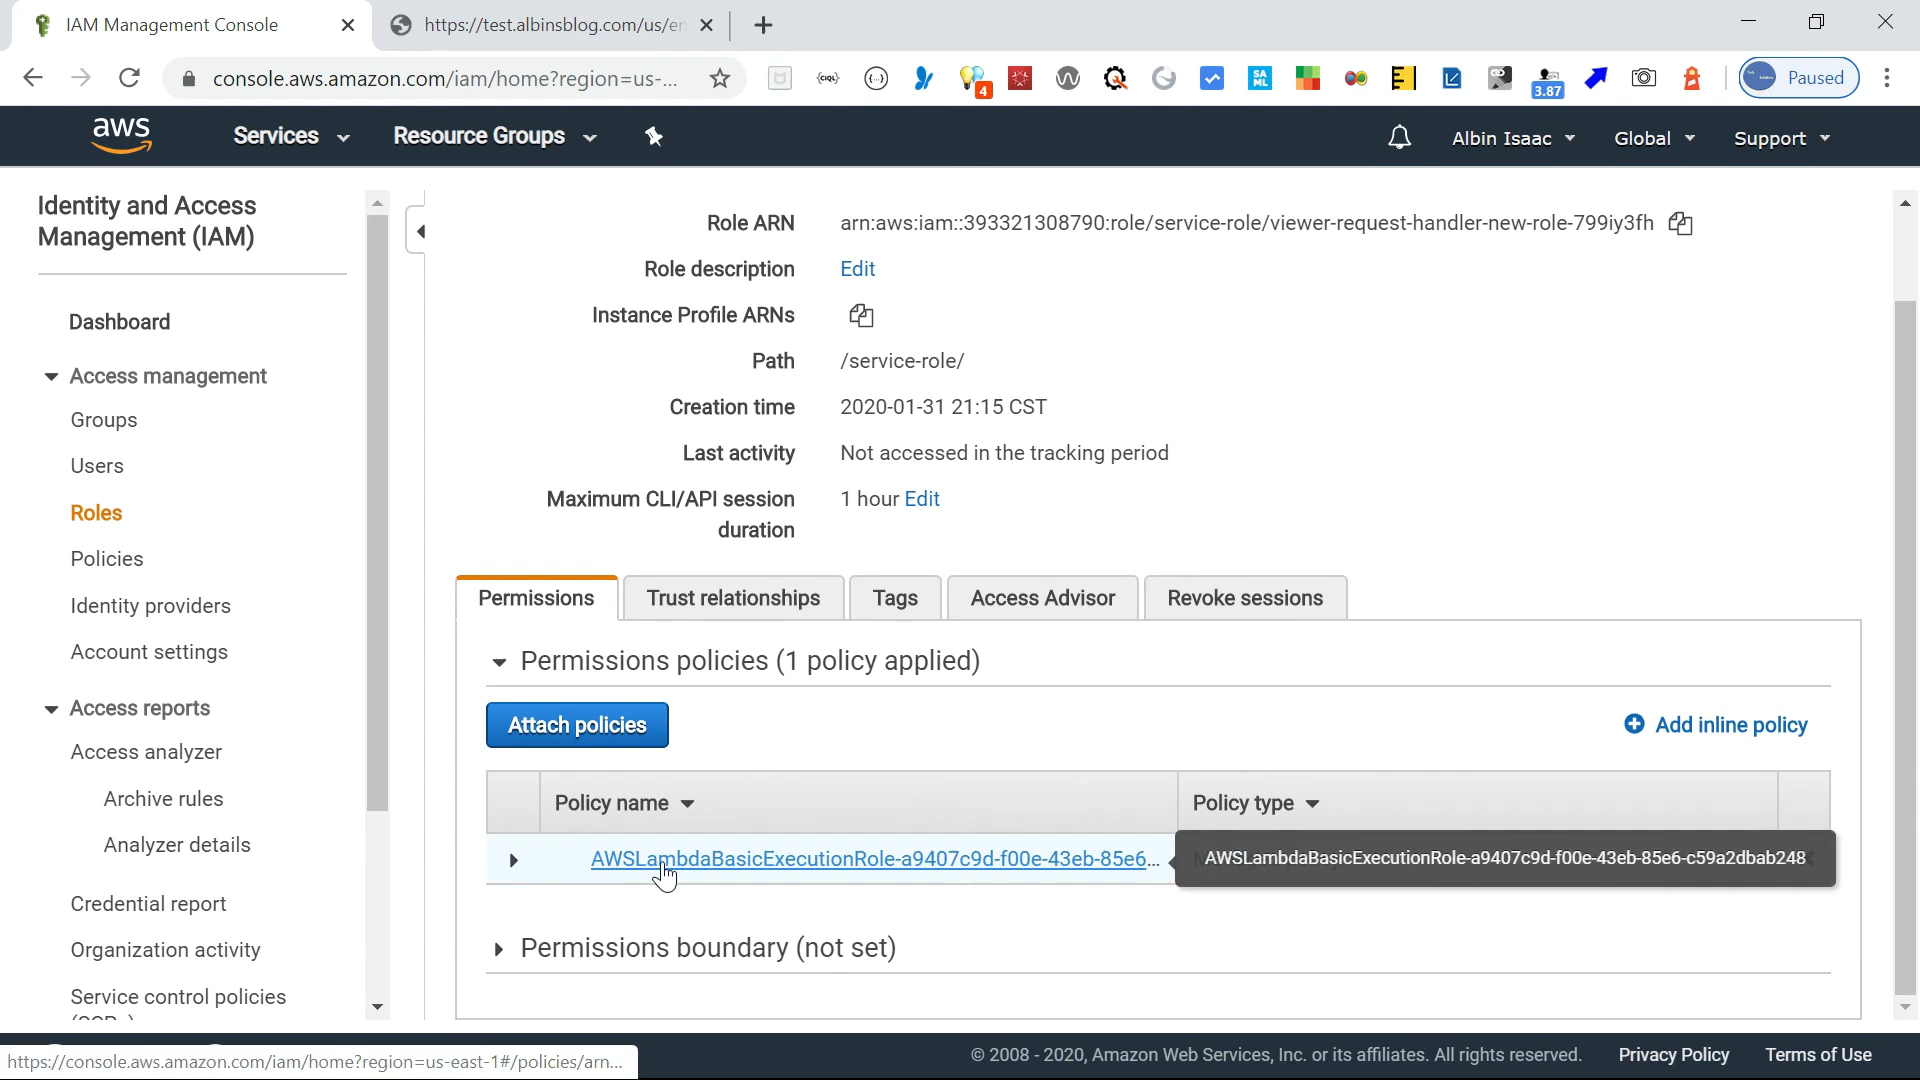 IAM Management Console
https://test.albinsblog.com/us/en
console.aws.amazon.com/iam/home?region=us-...
CIQL
4
SA
ML
3.87
Paused
aws
Services
Resource Groups
Albin Isaac
Global
Support
Identity and Access
Management (IAM)
Dashboard
Access management
Groups
Users
Roles
Policies
Identity providers
Account settings
Access reports
Access analyzer
Archive rules
Analyzer details
Credential report
Organization activity
Service control policies
Role ARN arn:aws:iam::393321308790:role/service-role/viewer-request-handler-new-role-799iy3fh
Role description Edit
Instance Profile ARNs
Path /service-role/
Creation time 2020-01-31 21:15 CST
Last activity Not accessed in the tracking period
Maximum CLI/API session 1 hour Edit
duration
Permissions Trust relationships Tags Access Advisor Revoke sessions
Permissions policies (1 policy applied)
Attach policies
Add inline policy
Policy name Policy type
AWSLambdaBasicExecutionRole-a9407c9d-f00e-43eb-85e6...
AWSLambdaBasicExecutionRole-a9407c9d-f00e-43eb-85e6-c59a2dbab248
Permissions boundary (not set)
https://console.aws.amazon.com/iam/home?region=us-east-1#/policies/arn...
© 2008 - 2020, Amazon Web Services, Inc. or its affiliates. All rights reserved. Privacy Policy Terms of Use